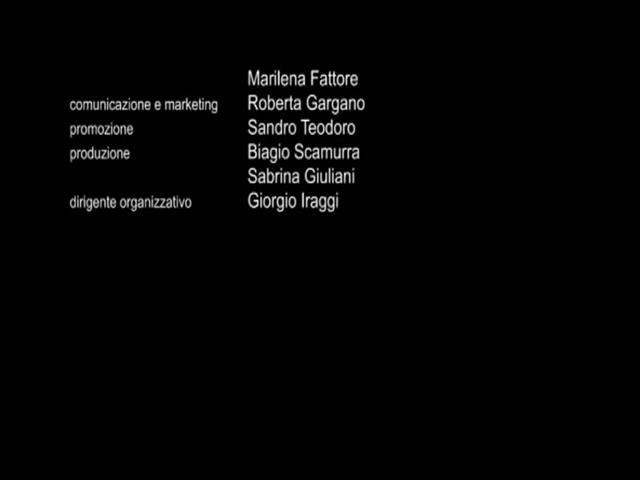 Marilena Fattore
comunicazione e marketing Roberta Gargano
promozione Sandro Teodoro
produzione Biagio Scamurra
Sabrina Giuliani
dirigente organizzativo Giorgio Iraggi